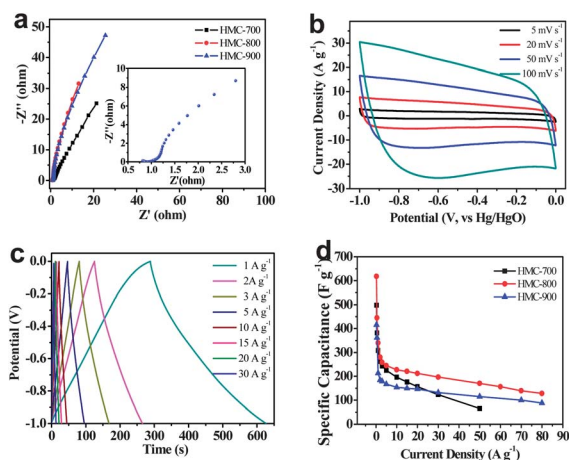 a
50
40
30
20
10
0
-Z'' (ohm)
HMC-700
HMC-800
HMC-900
10
8
6
4
2
0
-Z''(ohm)
0.5 1.0 1.5 2.0 2.5 3.0
Z'(ohm)
0 20 40 60 80 100
Z' (ohm)
b
40
30
20
10
0
-10
-20
-30
Current Density (A g-1)
5 mV s-1
20 mV s-1
50 mV s-1
100 mV s-1
-1.0 -0.8 -0.6 -0.4 -0.2 0.0
Potential (V, vs Hg/HgO)
c
0.0
-0.2
-0.4
-0.6
-0.8
-1.0
Potential (V)
1 A g-1
2A g-1
3 A g-1
5 A g-1
10 A g-1
15 A g-1
20 A g-1
30 A g-1
0 100 200 300 400 500 600
Time (s)
d
700
600
500
400
300
200
100
0
Specific Capacitance (F g-1)
HMC-700
HMC-800
HMC-900
0 10 20 30 40 50 60 70 80
Current Density (A g-1)